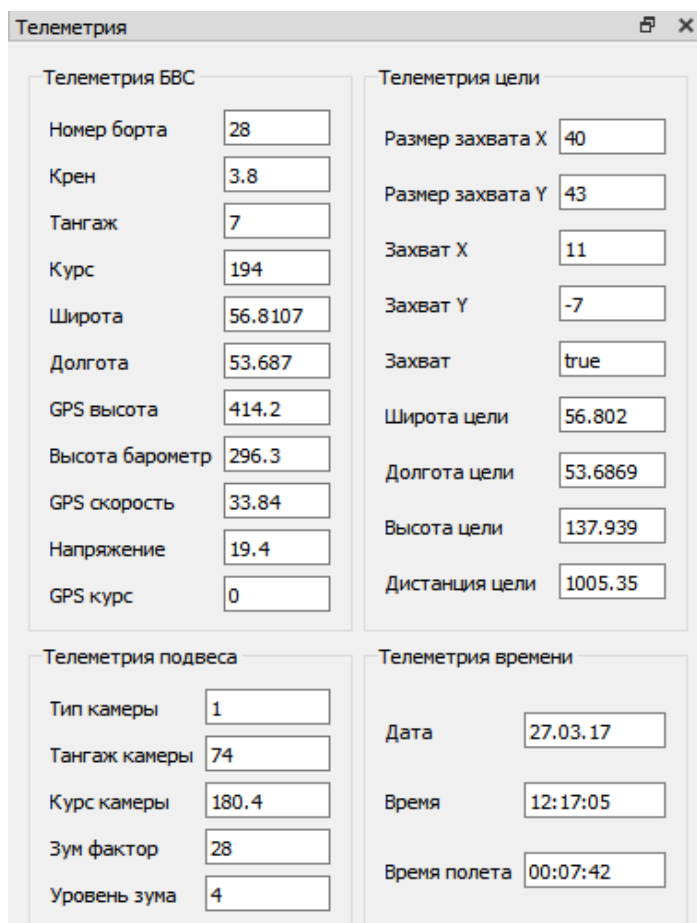 Телеметрия
Телеметрия БВС
Номер борта 28
Крен 3.8
Тангаж 7
Курс 194
Широта 56.8107
Долгота 53.687
GPS высота 414.2
Высота барометр 296.3
GPS скорость 33.84
Напряжение 19.4
GPS курс 0
Телеметрия цели
Размер захвата X 40
Размер захвата Y 43
Захват X 11
Захват Y -7
Захват true
Широта цели 56.802
Долгота цели 53.6869
Высота цели 137.939
Дистанция цели 1005.35
Телеметрия подвеса
Тип камеры 1
Тангаж камеры 74
Курс камеры 180.4
Зум фактор 28
Уровень зума 4
Телеметрия времени
Дата 27.03.17
Время 12:17:05
Время полета 00:07:42